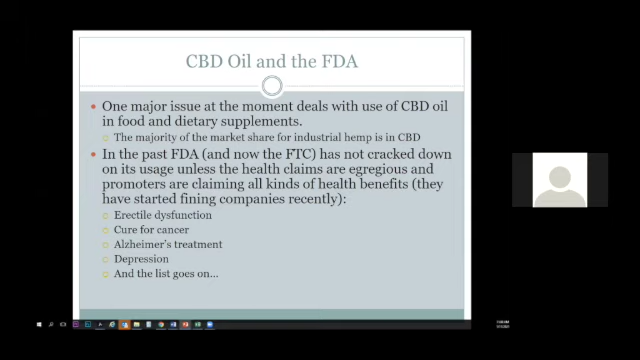 CBD Oil and the FDA
One major issue at the moment deals with use of CBD oil
in food and dietary supplements.
The majority of the market share for industrial hemp is in CBD
In the past FDA (and now the FTC) has not cracked down
on its usage unless the health claims are egregious and
promoters are claiming all kinds of health benefits (they
have started fining companies recently):
Erectile dysfunction
Cure for cancer
Alzheimer's treatment
Depression
And the list goes on...